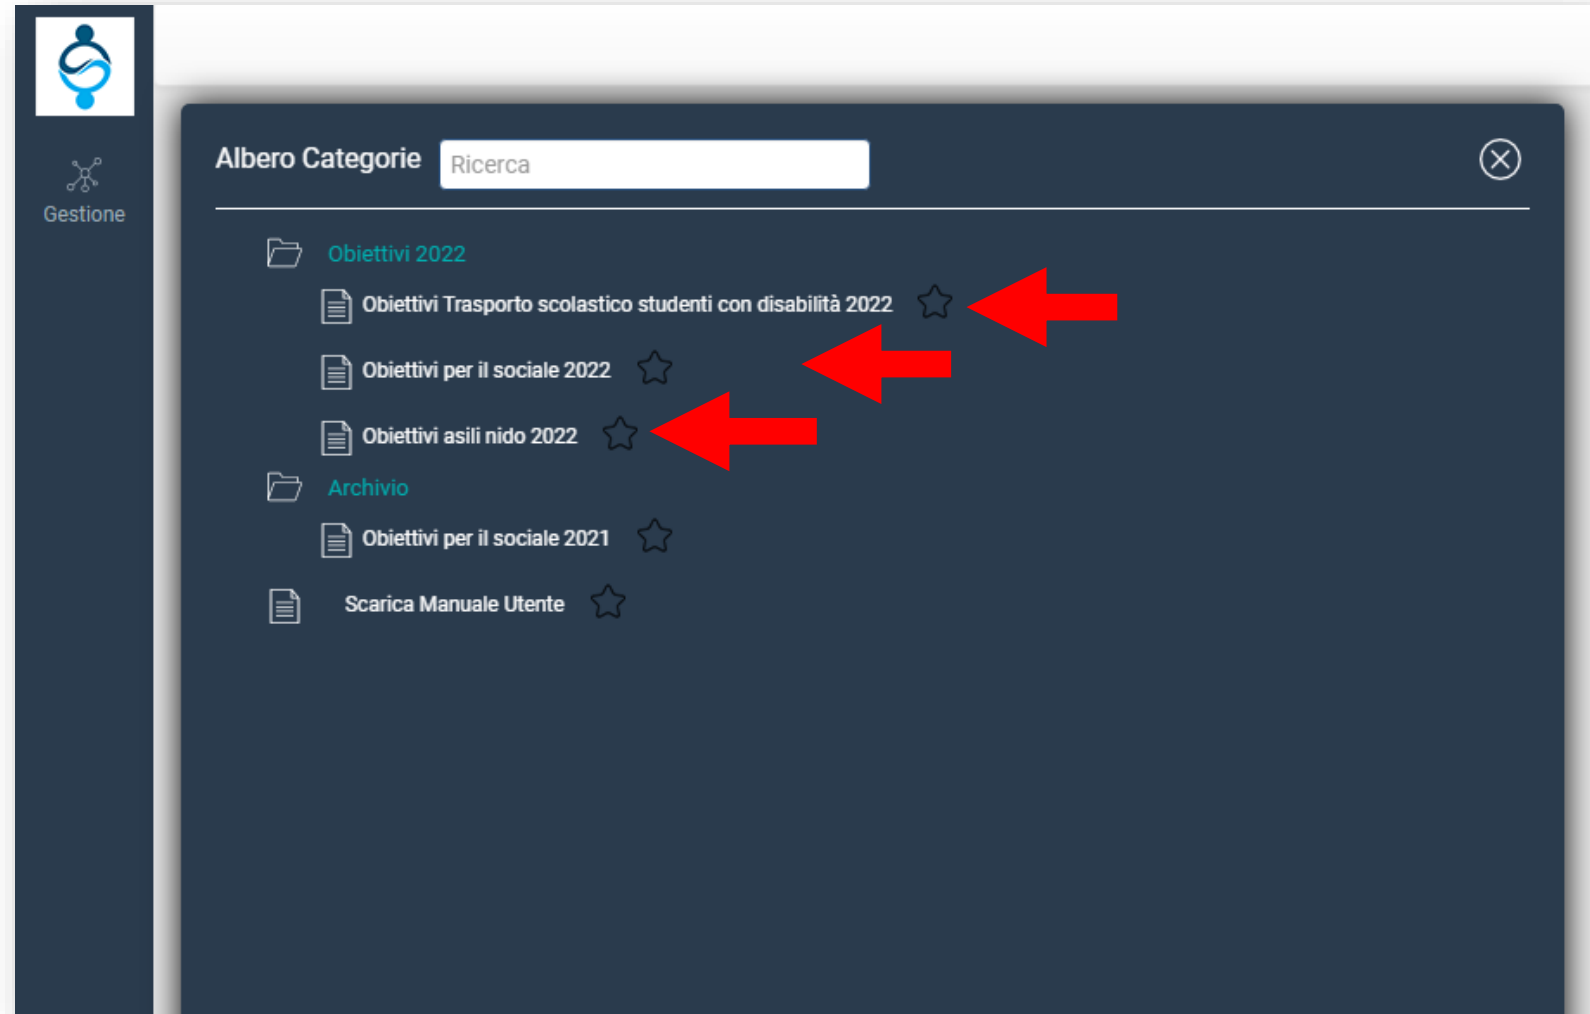 Albero Categorie
Ricerca
Gestione
Obiettivi 2022
Obiettivi Trasporto scolastico studenti con disabilità 2022
Obiettivi per il sociale 2022
Obiettivi asili nido 2022
Archivio
Obiettivi per il sociale 2021
Scarica Manuale Utente